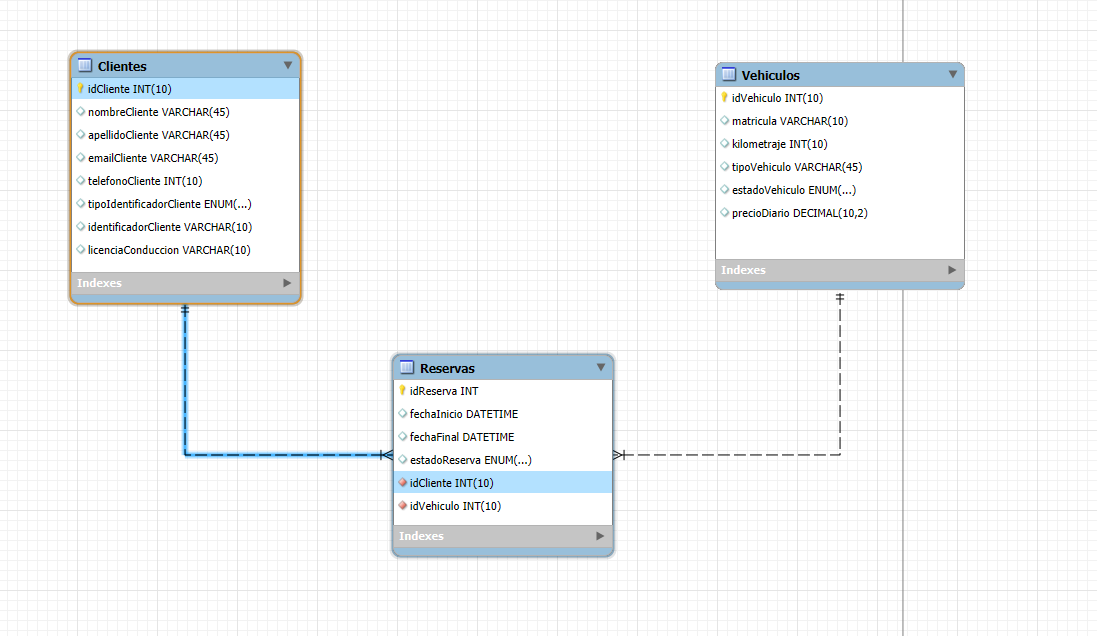 Clientes
idCliente INT(10)
nombreCliente VARCHAR(45)
apellidoCliente VARCHAR(45)
emailCliente VARCHAR(45)
telefonoCliente INT(10)
tipoIdentificadorCliente ENUM(...)
identificadorCliente VARCHAR(10)
licenciaConduccion VARCHAR(10)
Indexes
Vehiculos
idVehiculo INT(10)
matricula VARCHAR(10)
kilometraje INT(10)
tipoVehiculo VARCHAR(45)
estadoVehiculo ENUM(...)
precioDiario DECIMAL(10,2)
Indexes
Reservas
idReserva INT
fechaInicio DATETIME
fechaFinal DATETIME
estadoReserva ENUM(...)
idCliente INT(10)
idVehiculo INT(10)
Indexes